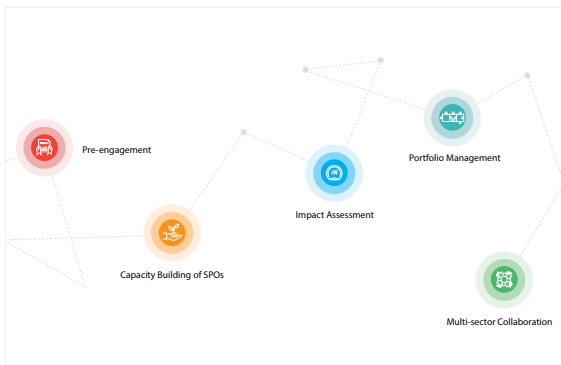 Pre-engagement
Capacity Building of SPOs
Impact Assessment
Portfolio Management
Multi-sector Collaboration